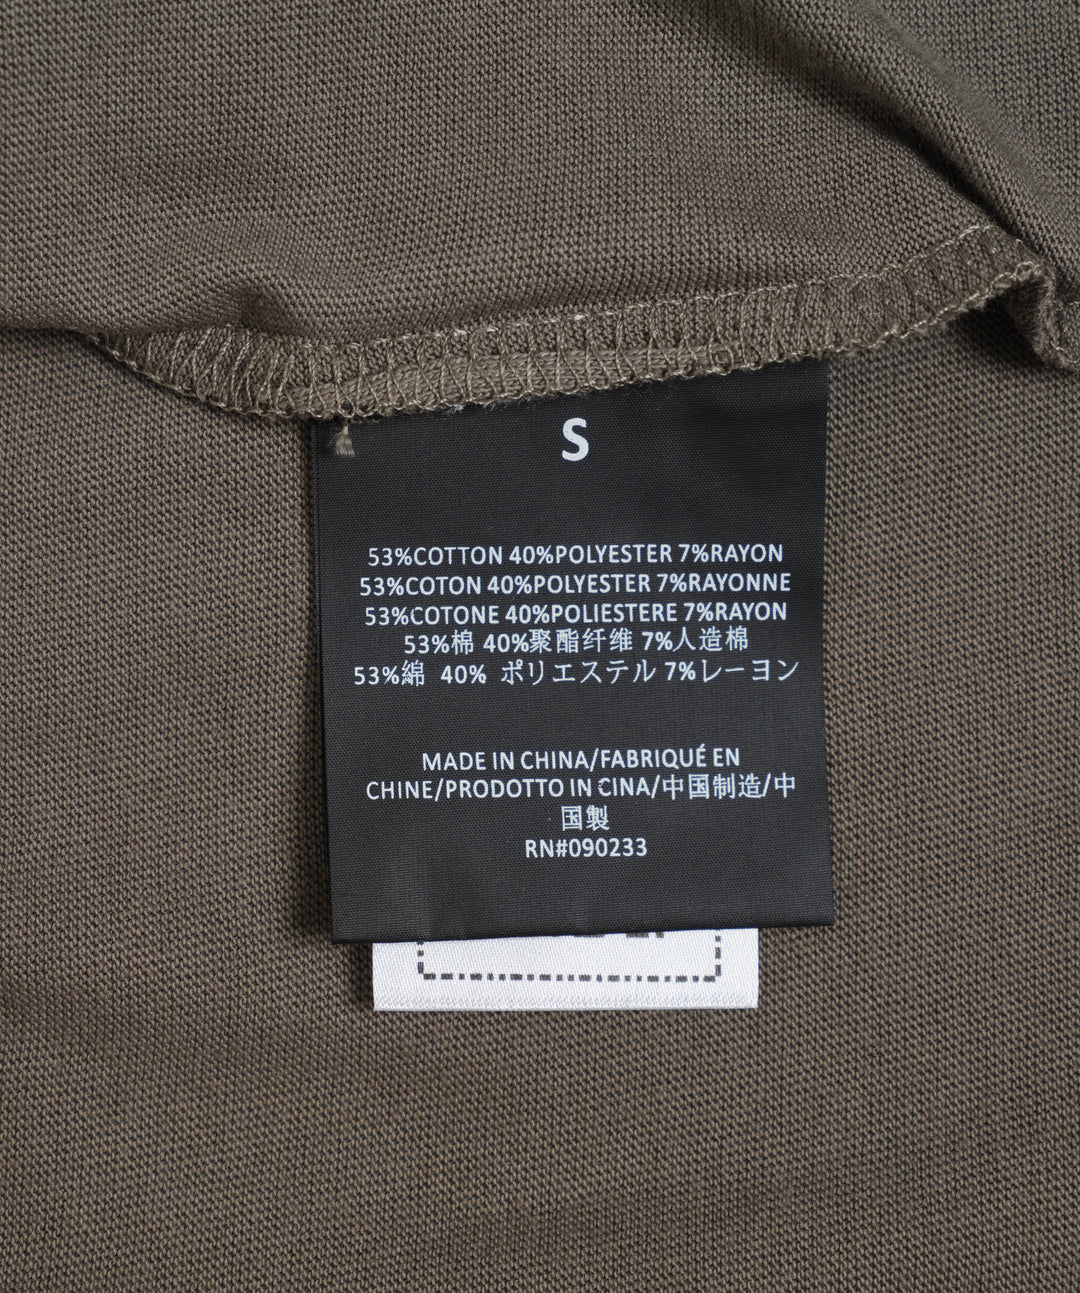 S
53%COTTON 40%POLYESTER 7%RAYON
53%COTON 40%POLYESTER 7%RAYONNE
53%COTONE 40%POLIESTERE 7%RAYON
53%棉 40%聚酯纤维 7%人造棉
53%綿 40% ポリエステル 7%レーヨン
MADE IN CHINA/FABRIQUÉ EN
CHINE/PRODOTTO IN CINA/中国制造/中
国製
RN#090233